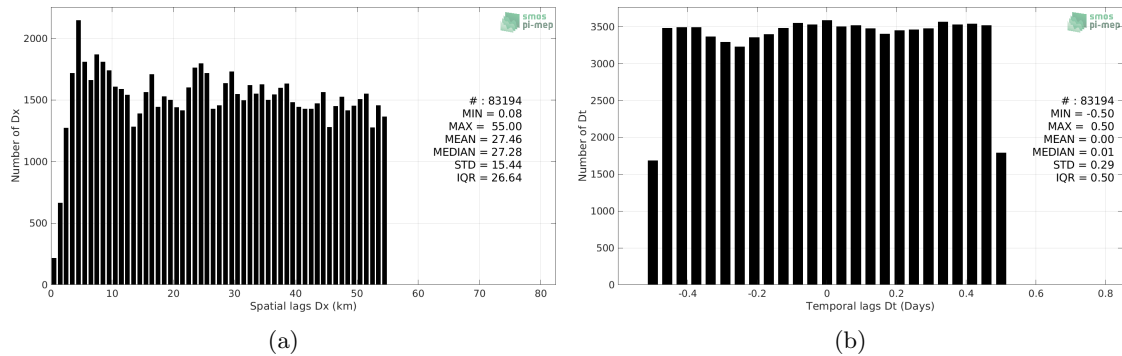 smos
pi-mep
2000
1500
1000
500
0
Number of Dx
# : 83194
MIN = 0.08
MAX = 55.00
MEAN = 27.46
MEDIAN = 27.28
STD = 15.44
IQR = 26.64
0 10 20 30 40 50 60 70 80
Spatial lags Dx (km)
(a)
smos
pi-mep
3500
3000
2500
2000
1500
1000
500
0
Number of Dt
# : 83194
MIN = -0.50
MAX = 0.50
MEAN = 0.00
MEDIAN = 0.01
STD = 0.29
IQR = 0.50
-0.4 -0.2 0 0.2 0.4 0.6 0.8
Temporal lags Dt (Days)
(b)